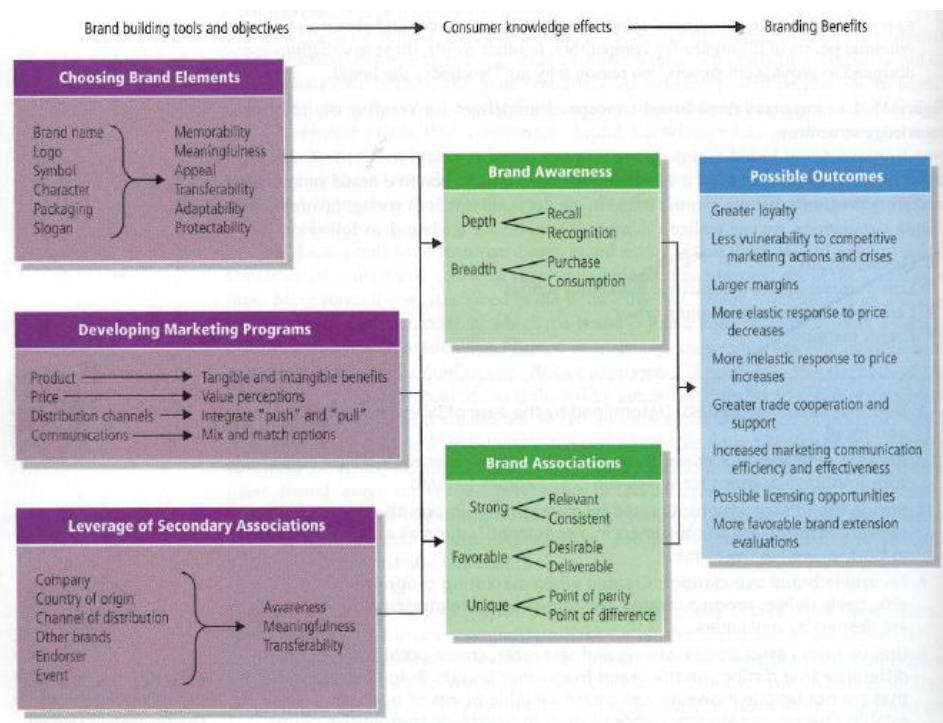 Brand building tools and objectives
Consumer knowledge effects
Branding Benefits
Choosing Brand Elements
Brand name
Logo
Symbol
Character
Packaging
Slogan
Memorability
Meaningfulness
Appeal
Transferability
Adaptability
Protectability
Developing Marketing Programs
Product
Price
Distribution channels
Communications
Tangible and intangible benefits
Value perceptions
Integrate "push" and "pull"
Mix and match options
Leverage of Secondary Associations
Company
Country of origin
Channel of distribution
Other brands
Endorser
Event
Awareness
Meaningfulness
Transferability
Brand Awareness
Depth
Recall
Recognition
Breadth
Purchase
Consumption
Brand Associations
Strong
Relevant
Consistent
Favorable
Desirable
Deliverable
Unique
Point of parity
Point of difference
Possible Outcomes
Greater loyalty
Less vulnerability to competitive
marketing actions and crises
Larger margins
More elastic response to price
decreases
More inelastic response to price
increases
Greater trade cooperation and
support
Increased marketing communication
efficiency and effectiveness
Possible licensing opportunities
More favorable brand extension
evaluations